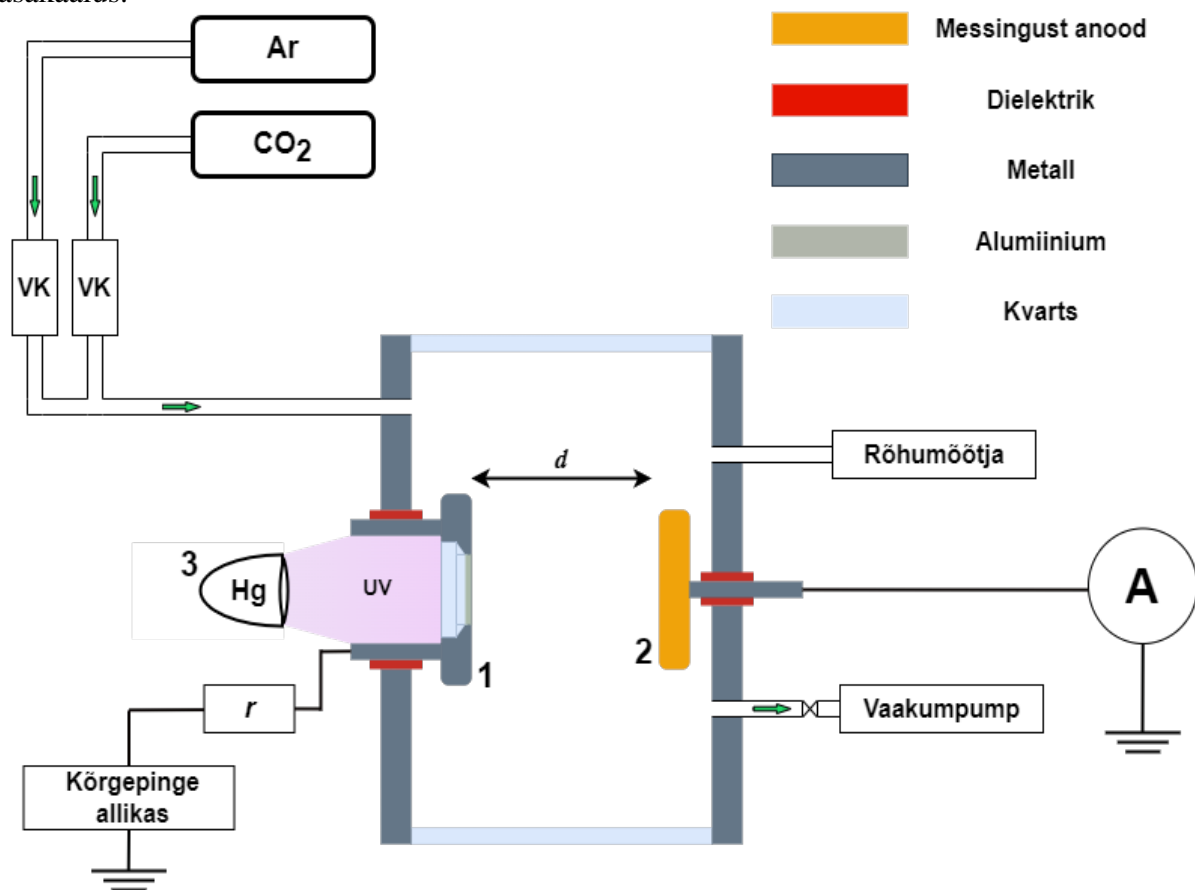 Ar
CO2
VK
VK
Messingust anood
Dielektrik
Metall
Alumiinium
Kvarts
d
Rõhumõõtja
3
Hg
UV
1
2
A
r
Vaakumpump
Kõrgepinge
allikas